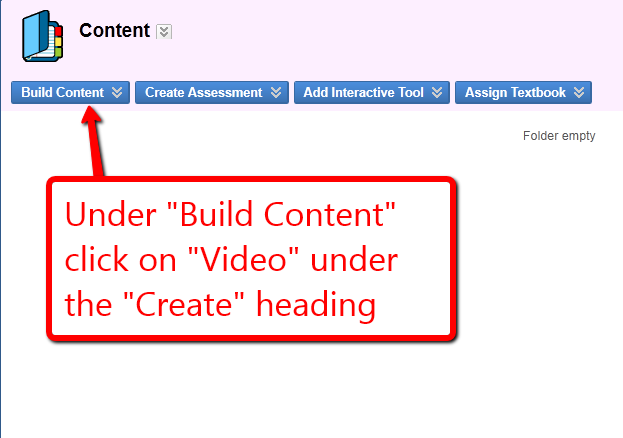 Content
Build Content Create Assessment Add Interactive Tool Assign Textbook
Folder empty
Under "Build Content"
click on "Video" under
the "Create" heading